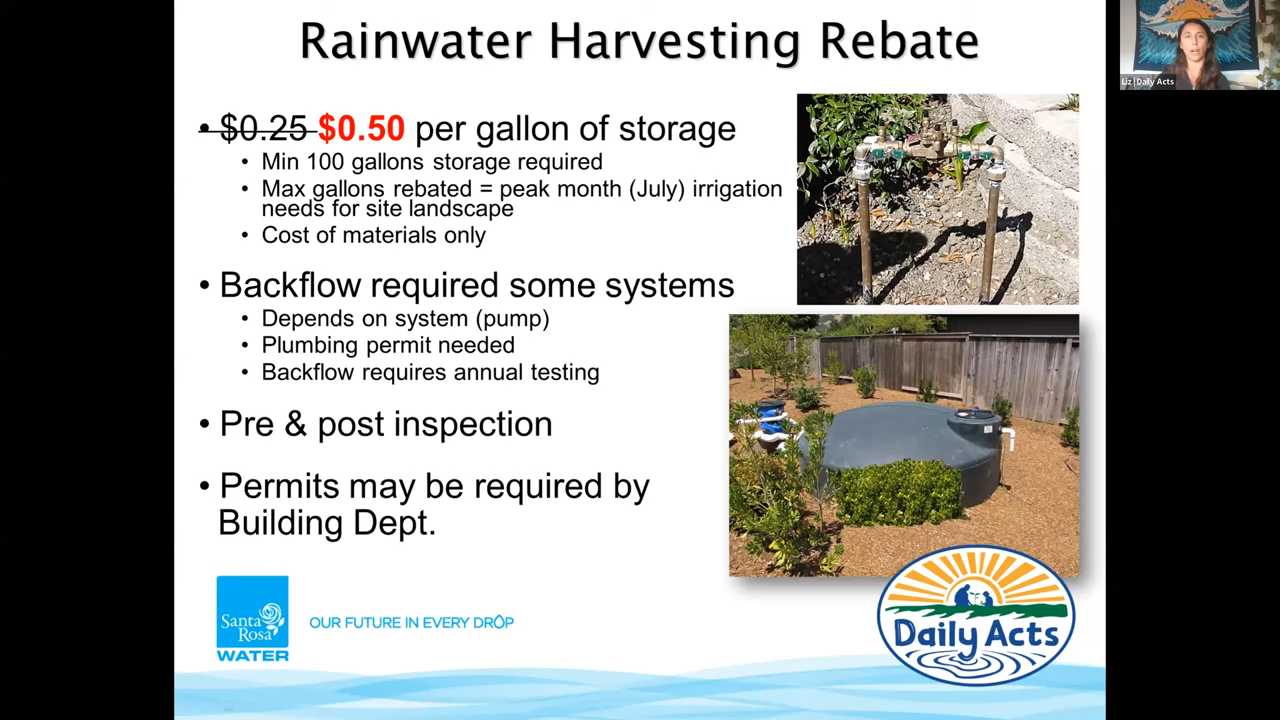 Rainwater Harvesting Rebate
• $0.25 $0.50 per gallon of storage
• Min 100 gallons storage required
• Max gallons rebated = peak month (July) irrigation
needs for site landscape
• Cost of materials only
• Backflow required some systems
• Depends on system (pump)
• Plumbing permit needed
• Backflow requires annual testing
• Pre & post inspection
• Permits may be required by
Building Dept.
Santa
Rosa
WATER
OUR FUTURE IN EVERY DROP
Daily Acts
Liz | Daily Acts